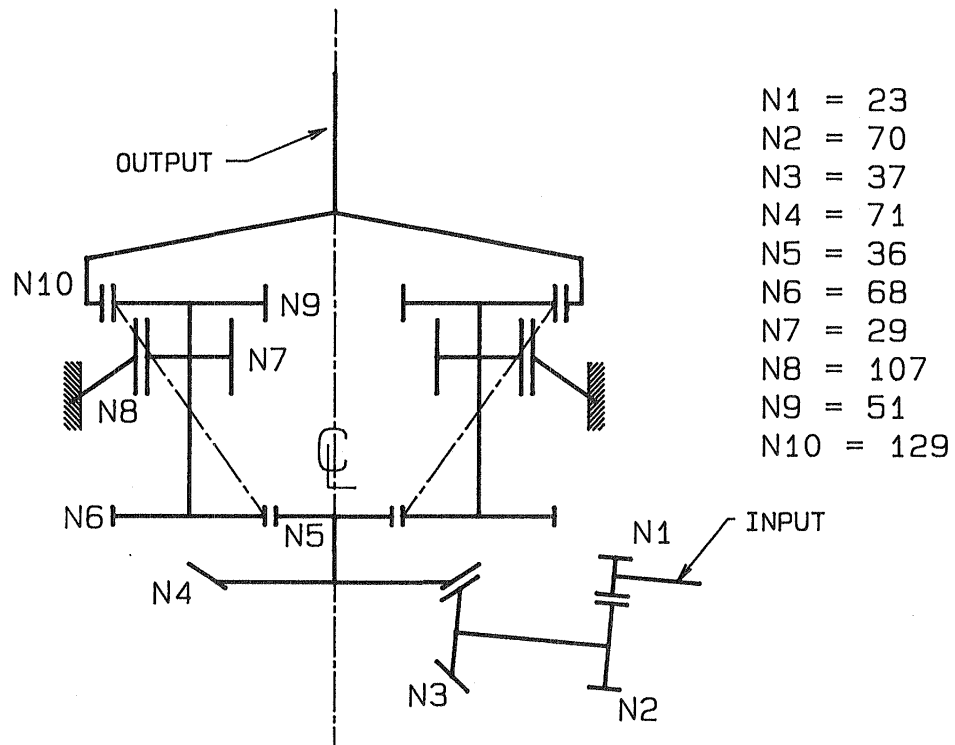 OUTPUT
N10
N9
N7
N8
N6
N5
N4
N3
N1
INPUT
N2
N1 = 23
N2 = 70
N3 = 37
N4 = 71
N5 = 36
N6 = 68
N7 = 29
N8 = 107
N9 = 51
N10 = 129
CL